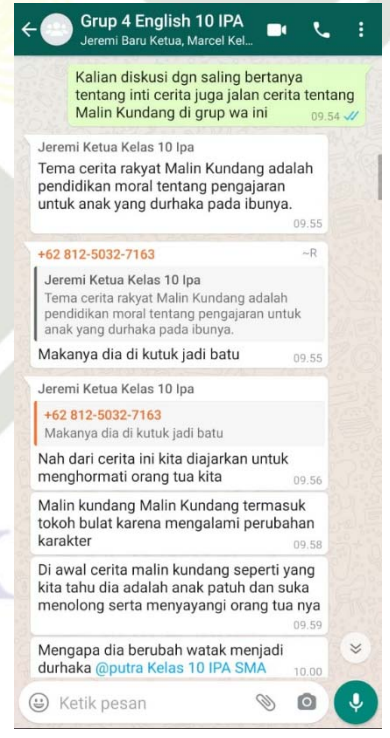 Grup 4 English 10 IPA
Jeremi Baru Ketua, Marcel Kel...
Kalian diskusi dgn saling bertanya
tentang inti cerita juga jalan cerita tentang
Malin Kundang di grup wa ini 09.54
Jeremi Ketua Kelas 10 Ipa
Tema cerita rakyat Malin Kundang adalah
pendidikan moral tentang pengajaran
untuk anak yang durhaka pada ibunya.
09.55
+62 812-5032-7163 ~R
Jeremi Ketua Kelas 10 Ipa
Tema cerita rakyat Malin Kundang adalah
pendidikan moral tentang pengajaran untuk
anak yang durhaka pada ibunya.
Makanya dia di kutuk jadi batu 09.55
Jeremi Ketua Kelas 10 Ipa
+62 812-5032-7163
Makanya dia di kutuk jadi batu
Nah dari cerita ini kita diajarkan untuk
menghormati orang tua kita 09.56
Malin kundang Malin Kundang termasuk
tokoh bulat karena mengalami perubahan
karakter 09.58
Di awal cerita malin kundang seperti yang
kita tahu dia adalah anak patuh dan suka
menolong serta menyayangi orang tua nya
09.59
Mengapa dia berubah watak menjadi
durhaka @putra Kelas 10 IPA SMA 10.00
Ketik pesan